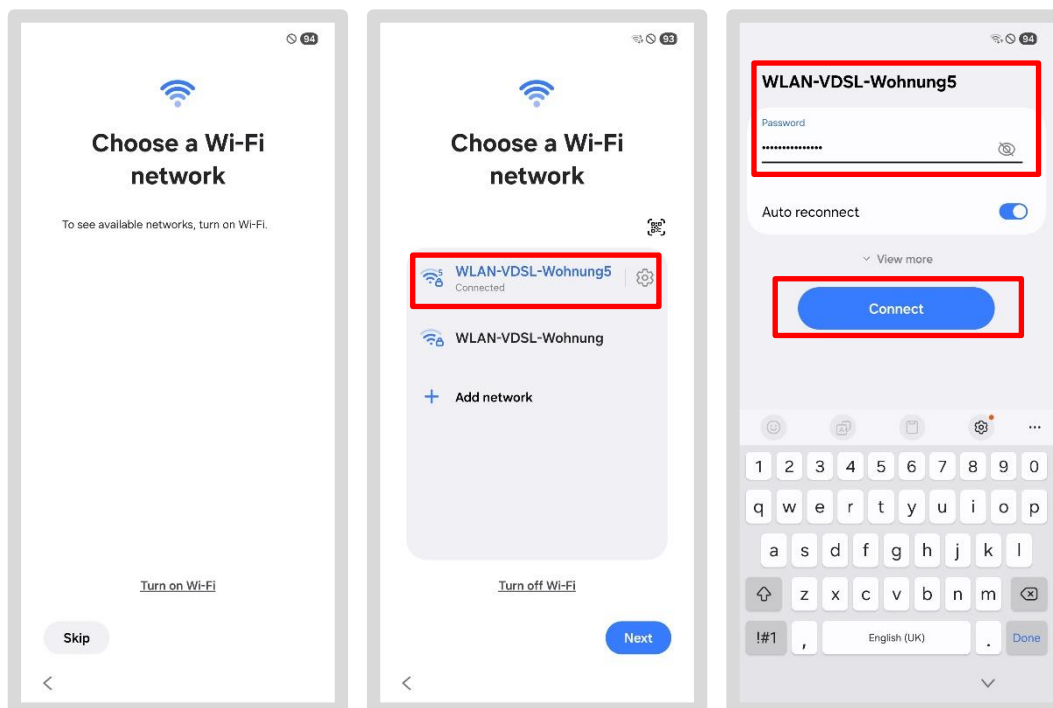 94
Choose a Wi-Fi
network
To see available networks, turn on Wi-Fi.
Turn on Wi-Fi
Skip
93
Choose a Wi-Fi
network
5
WLAN-VDSL-Wohnung5
Connected
WLAN-VDSL-Wohnung
Add network
Turn off Wi-Fi
Next
94
WLAN-VDSL-Wohnung5
Password
•••••••••••••••
Auto reconnect
View more
Connect
1 2 3 4 5 6 7 8 9 0
q w e r t y u i o p
a s d f g h j k l
z x c v b n m
!#1 , English (UK) . Done